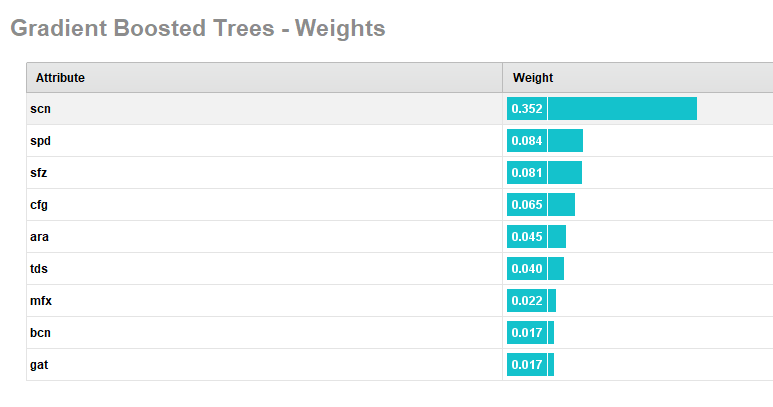 Gradient Boosted Trees - Weights
Attribute Weight
scn 0.352
spd 0.084
sfz 0.081
cfg 0.065
ara 0.045
tds 0.040
mfx 0.022
bcn 0.017
gat 0.017